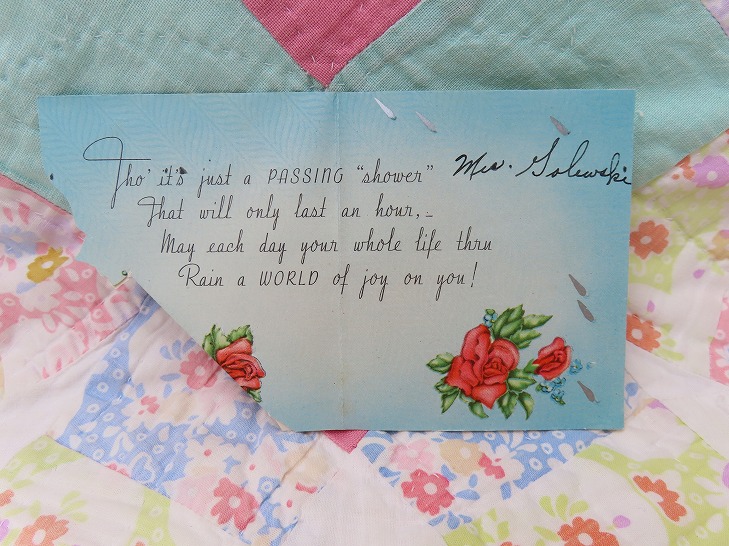 Tho' it's just a PASSING "shower" Mrs. Golewski
That will only last an hour,_
May each day your whole life thru
Rain a WORLD of joy on you!